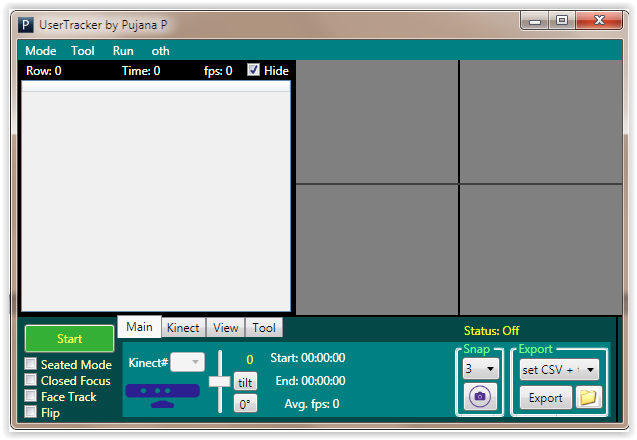 P UserTracker by Pujana P
Mode Tool Run oth
Row: 0 Time: 0 fps: 0 Hide
Main Kinect View Tool
Status: Off
Start
Seated Mode
Closed Focus
Face Track
Flip
Kinect#
0
tilt
0°
Start: 00:00:00
End: 00:00:00
Avg. fps: 0
Snap
3
Export
set CSV +
Export